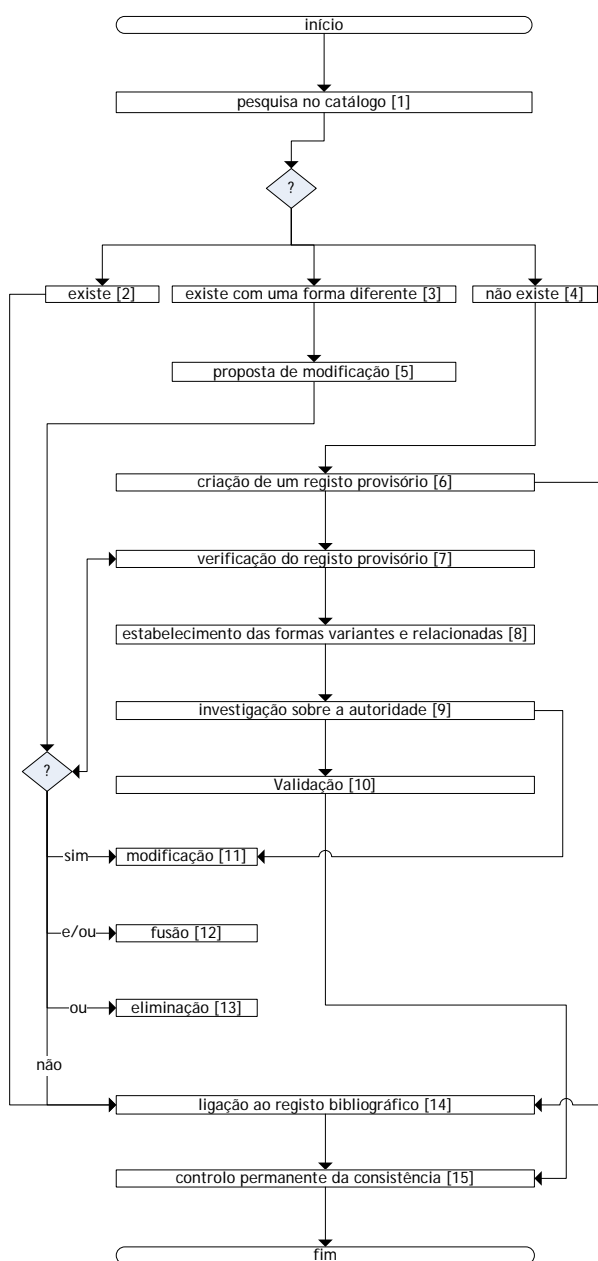 início
pesquisa no catálogo [1]
?
existe [2]
existe com uma forma diferente [3]
não existe [4]
proposta de modificação [5]
criação de um registo provisório [6]
verificação do registo provisório [7]
estabelecimento das formas variantes e relacionadas [8]
investigação sobre a autoridade [9]
?
Validação [10]
sim
modificação [11]
e/ou
fusão [12]
ou
eliminação [13]
não
ligação ao registo bibliográfico [14]
controlo permanente da consistência [15]
fim